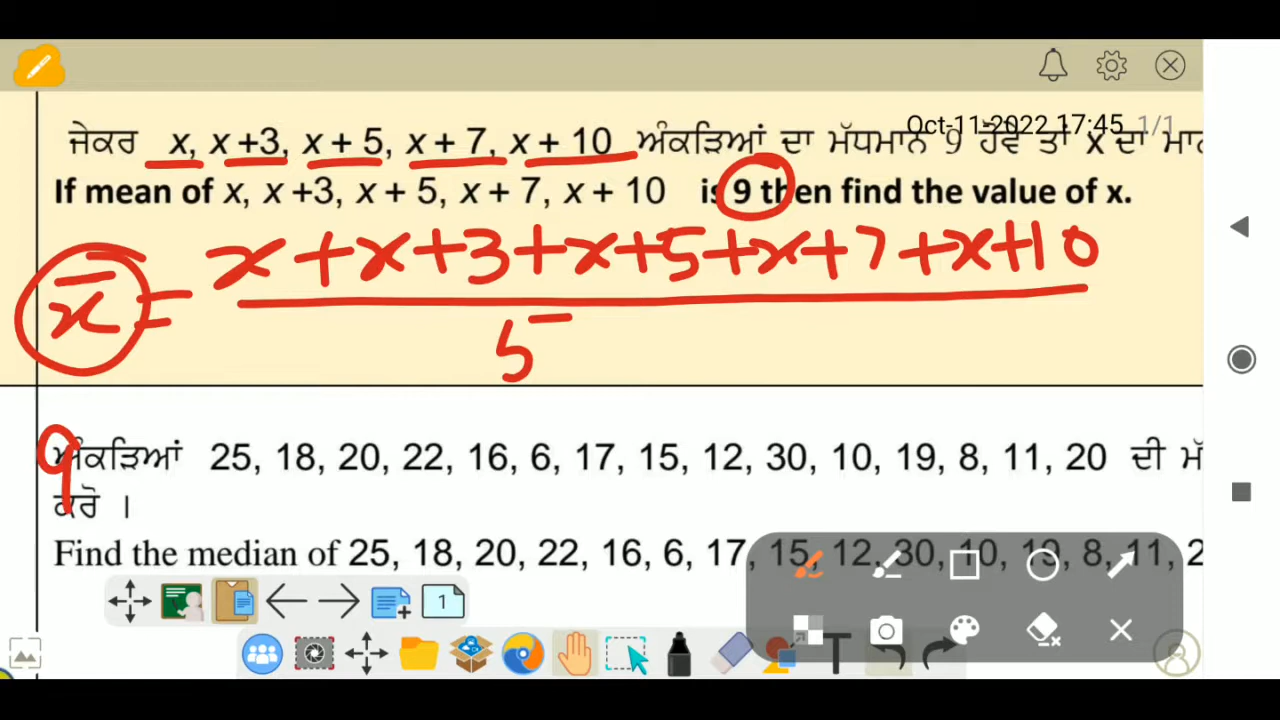 Oct-11-2022 17:45 1/1
ਜੇਕਰ x, x +3, x + 5, x + 7, x + 10 ਅੰਕੜਿਆਂ ਦਾ ਮੱਧਮਾਨ 9 ਹੋਵੇ ਤਾਂ x ਦਾ
If mean of x, x +3, x + 5, x + 7, x + 10 is 9 then find the value of x.
x̄ = x + x + 3 + x + 5 + x + 7 + x + 10
5
9
ਅੰਕੜਿਆਂ 25, 18, 20, 22, 16, 6, 17, 15, 12, 30, 10, 19, 8, 11, 20 ਦੀ
ਕਰੋ ।
Find the median of 25, 18, 20, 22, 16, 6, 17, 15, 12, 30, 10, 19, 8, 11,
1
T